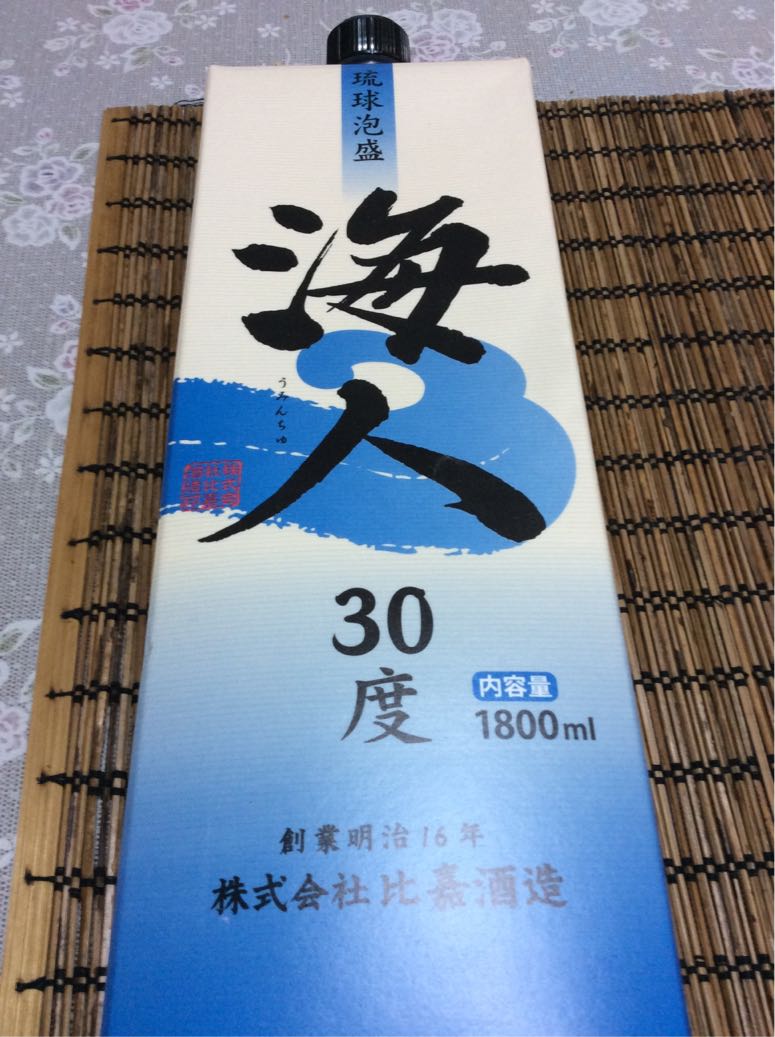 琉球泡盛
海人
うみんちゅ
30
度
内容量
1800ml
創業明治16年
株式会社比嘉酒造